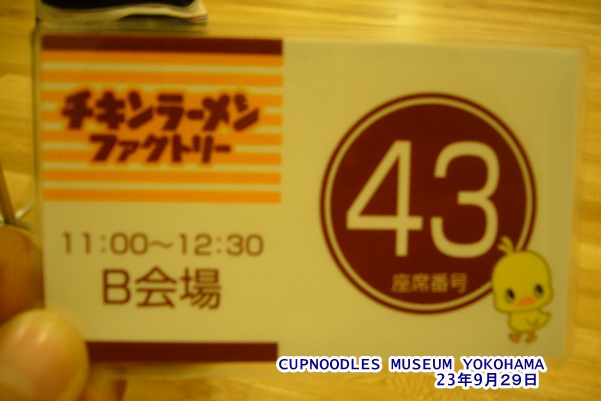 チキンラーメン
ファクトリー
11:00～12:30
B会場
43
座席番号
CUPNOODLES MUSEUM YOKOHAMA
23年9月29日